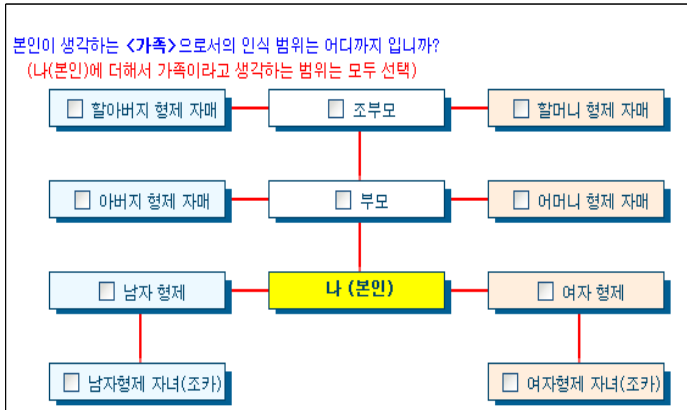 본인이 생각하는 <가족>으로서의 인식 범위는 어디까지 입니까?
(나(본인)에 더해서 가족이라고 생각하는 범위는 모두 선택)
할아버지 형제 자매
조부모
할머니 형제 자매
아버지 형제 자매
부모
어머니 형제 자매
남자 형제
나 (본인)
여자 형제
남자형제 자녀(조카)
여자형제 자녀(조카)